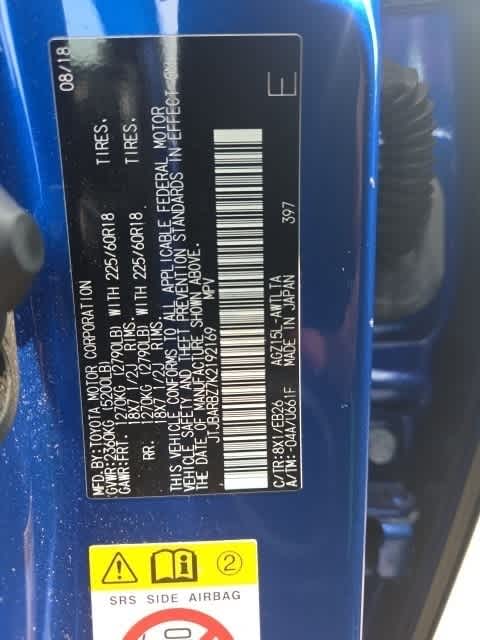 08/18
MFD.BY:TOYOTA MOTOR CORPORATION
GVWR:2360KG (5200LB)
GAWR:FRT. 1270KG (2790LB) WITH 225/60R18 TIRES.
18X7 1/2J RIMS.
RR. 1270KG (2790LB) WITH 225/60R18 TIRES.
18X7 1/2J RIMS.
THIS VEHICLE CONFORMS TO ALL APPLICABLE FEDERAL MOTOR
VEHICLE SAFETY AND THEFT PREVENTION STANDARDS IN EFFECT ON
THE DATE OF MANUFACTURE SHOWN ABOVE.
JTJBARBZ7K2192169 MPV
E
C/TR:8X1/EB26 AGZ15L-AWTLTA
A/TM:-04A/U661F MADE IN JAPAN 397
2
SRS SIDE AIRBAG